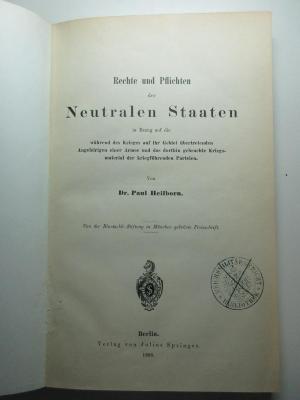 Rechte und Pflichten
der
Neutralen Staaten
in Bezug auf die
während des Krieges auf ihr Gebiet übertretenden
Angehörigen einer Armee und das dorthin gebrachte Kriegs-
material der kriegführenden Parteien.
Von
Dr. Paul Heilborn.
Von der Bluntschli-Stiftung in München gekrönte Preisschrift.
S
Berlin.
Verlag von Julius Springer.
1888.